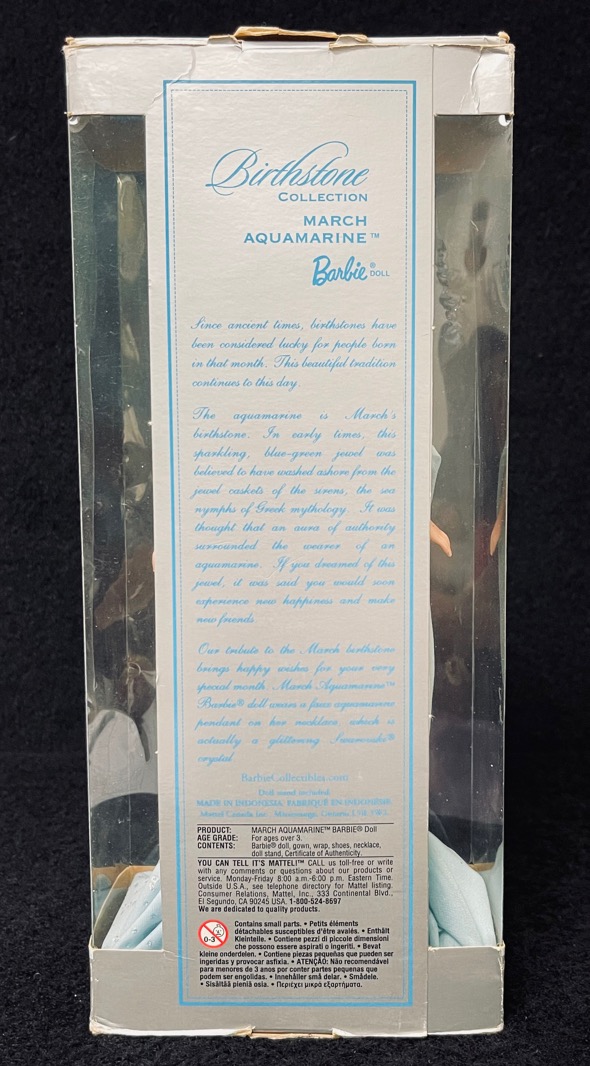 Birthstone
COLLECTION
MARCH
AQUAMARINE™
Barbie® DOLL
Since ancient times, birthstones have
been considered lucky for people born
in that month. This beautiful tradition
continues to this day.
The aquamarine is March's
birthstone. In early times, this
sparkling, blue-green jewel was
believed to have washed ashore from the
jewel caskets of the sirens, the sea
nymphs of Greek mythology. It was
thought that an aura of authority
surrounded the wearer of an
aquamarine. If you dreamed of this
jewel, it was said you would soon
experience new happiness and make
new friends.
Our tribute to the March birthstone
brings happy wishes for your very
special month. March Aquamarine™
Barbie® doll wears a faux aquamarine
pendant on her necklace, which is
actually a glittering Swarovski®
crystal.
BarbieCollectibles.com
Doll stand included.
MADE IN INDONESIA. FABRIQUÉ EN INDONÉSIE.
Mattel Canada Inc., Mississauga, Ontario L5R 3W2.
PRODUCT: MARCH AQUAMARINE™ BARBIE® Doll
AGE GRADE: For ages over 3.
CONTENTS: Barbie® doll, gown, wrap, shoes, necklace,
doll stand, Certificate of Authenticity.
YOU CAN TELL IT'S MATTEL!™ CALL us toll-free or write
with any comments or questions about our products or
service. Monday-Friday 8:00 a.m.-6:00 p.m. Eastern Time.
Outside U.S.A., see telephone directory for Mattel listing.
Consumer Relations, Mattel, Inc., 333 Continental Blvd.,
El Segundo, CA 90245 USA. 1-800-524-8697
We are dedicated to quality products.
0-3
Contains small parts. • Petits éléments
détachables susceptibles d'être avalés. • Enthält
Kleinteile. • Contiene pezzi di piccole dimensioni
che possono essere aspirati o ingeriti. • Bevat
kleine onderdelen. • Contiene piezas pequeñas que pueden ser
ingeridas y provocar asfixia. • ATENÇÃO: Não recomendável
para menores de 3 anos por conter partes pequenas que
podem ser engolidas. • Innehåller små delar. • Smådele.
• Sisältää pieniä osia. • Περιέχει μικρά εξαρτήματα.